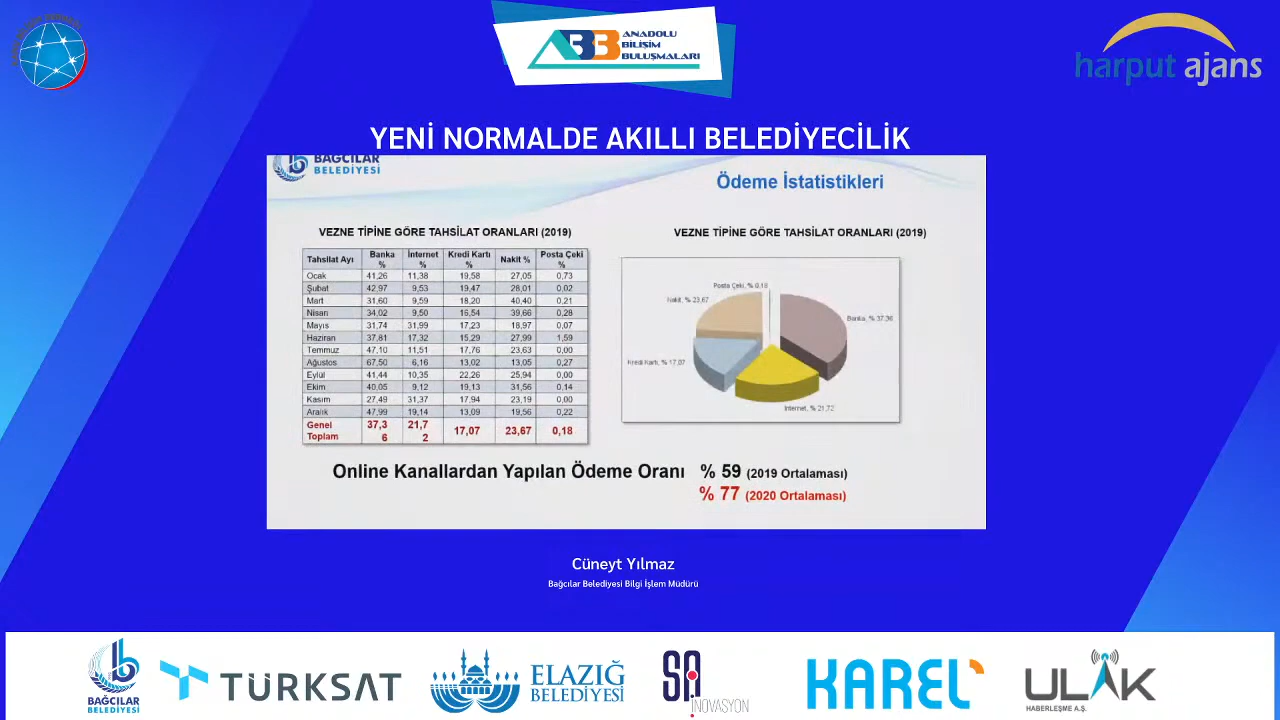 ABB ANADOLU
BİLİŞİM
BULUŞMALARI
harput ajans
YENİ NORMALDE AKILLI BELEDİYECİLİK
BAĞCILAR
BELEDİYESİ
Ödeme İstatistikleri
VEZNE TİPİNE GÖRE TAHSİLAT ORANLARI (2019)
Tahsilat Ayı Banka % İnternet % Kredi Kartı % Nakit % Posta Çeki %
Ocak 41,26 11,38 19,58 27,05 0,73
Şubat 42,97 9,53 19,47 28,01 0,02
Mart 31,60 9,59 18,20 40,40 0,21
Nisan 34,02 9,50 16,54 39,66 0,28
Mayıs 31,74 31,99 17,23 18,97 0,07
Haziran 37,81 17,32 15,29 27,99 1,59
Temmuz 47,10 11,51 17,76 23,63 0,00
Ağustos 67,50 6,16 13,02 13,05 0,27
Eylül 41,44 10,35 22,26 25,94 0,00
Ekim 40,05 9,12 19,13 31,56 0,14
Kasım 27,49 31,37 17,94 23,19 0,00
Aralık 47,99 19,14 13,09 19,56 0,22
Genel Toplam 37,36 21,72 17,07 23,67 0,18
VEZNE TİPİNE GÖRE TAHSİLAT ORANLARI (2019)
Posta Çeki, % 0,18
Nakit, % 23,67
Banka, % 37,36
Kredi Kartı, % 17,07
İnternet, % 21,72
Online Kanallardan Yapılan Ödeme Oranı % 59 (2019 Ortalaması)
% 77 (2020 Ortalaması)
Cüneyt Yılmaz
Bağcılar Belediyesi Bilgi İşlem Müdürü
BAĞCILAR
BELEDİYESİ
TÜRKSAT
ELAZIĞ
BELEDİYESİ
SA
İNOVASYON
KAREL
ULAK
HABERLEŞME A.Ş.